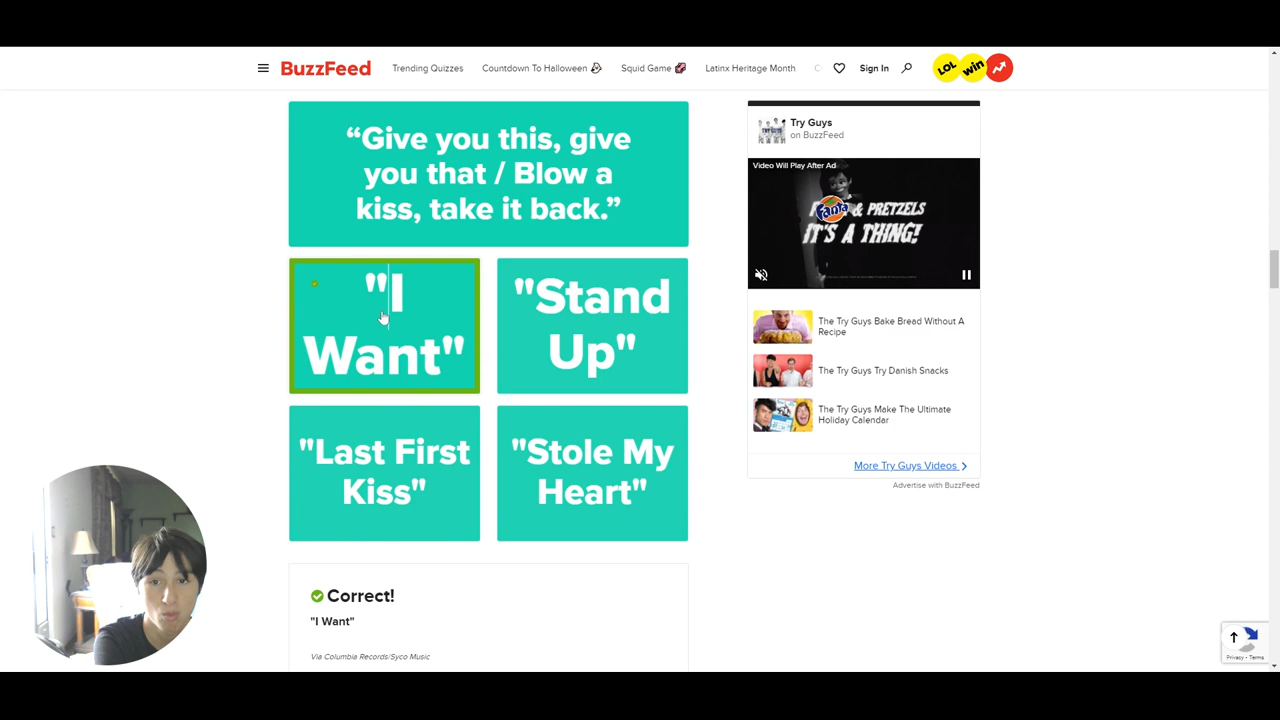 BuzzFeed
Trending Quizzes
Countdown To Halloween
Squid Game
Latinx Heritage Month
Sign In
LOL
win
“Give you this, give
you that / Blow a
kiss, take it back.”
"I
Want"
"Stand
Up"
"Last First
Kiss"
"Stole My
Heart"
Correct!
"I Want"
Via Columbia Records/Syco Music
Try Guys
on BuzzFeed
Video Will Play After Ad
Fanta
& PRETZELS
IT'S A THING!
The Try Guys Bake Bread Without A
Recipe
The Try Guys Try Danish Snacks
The Try Guys Make The Ultimate
Holiday Calendar
More Try Guys Videos
Advertise with BuzzFeed
Privacy - Terms